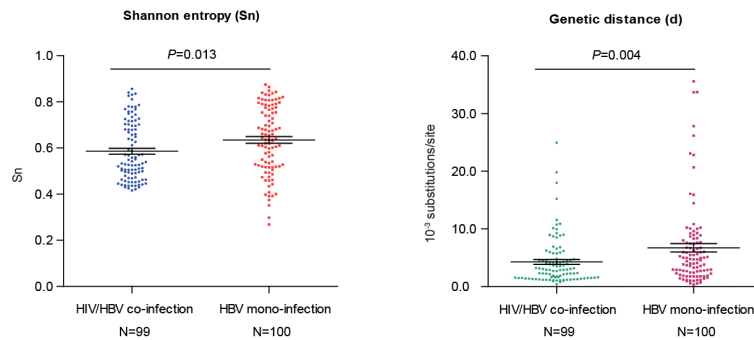 Shannon entropy (Sn)
P=0.013
1.0
0.8
0.6
0.4
0.2
0.0
Sn
HIV/HBV co-infection
HBV mono-infection
N=99
N=100
Genetic distance (d)
P=0.004
40.0
30.0
20.0
10.0
0.0
10⁻³ substitutions/site
HIV/HBV co-infection
HBV mono-infection
N=99
N=100